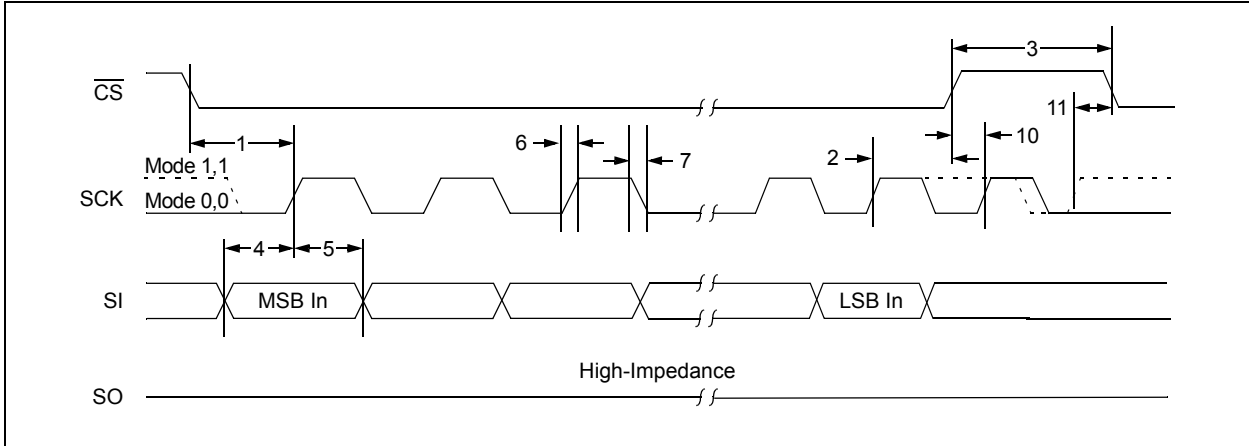 3
CS
11
1
6
7
2
10
Mode 1,1
SCK
Mode 0,0
4
5
SI
MSB In
LSB In
High-Impedance
SO